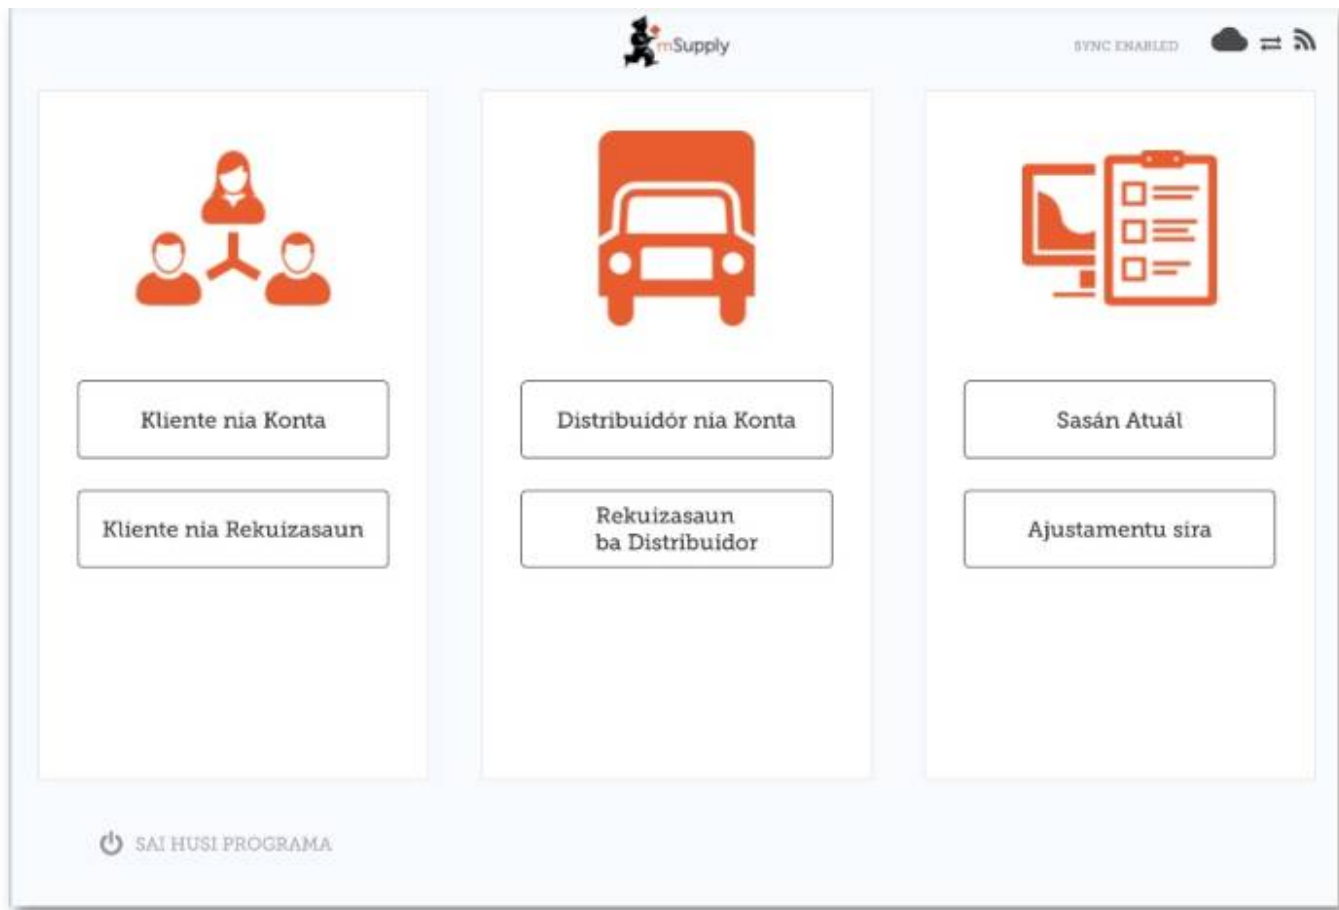 mSupply
SYNC ENABLED
Kliente nia Konta
Kliente nia Rekuizasaun
Distribuidór nia Konta
Rekuizasaun
ba Distribuidor
Sasán Atuál
Ajustamentu sira
SAI HUSI PROGRAMA